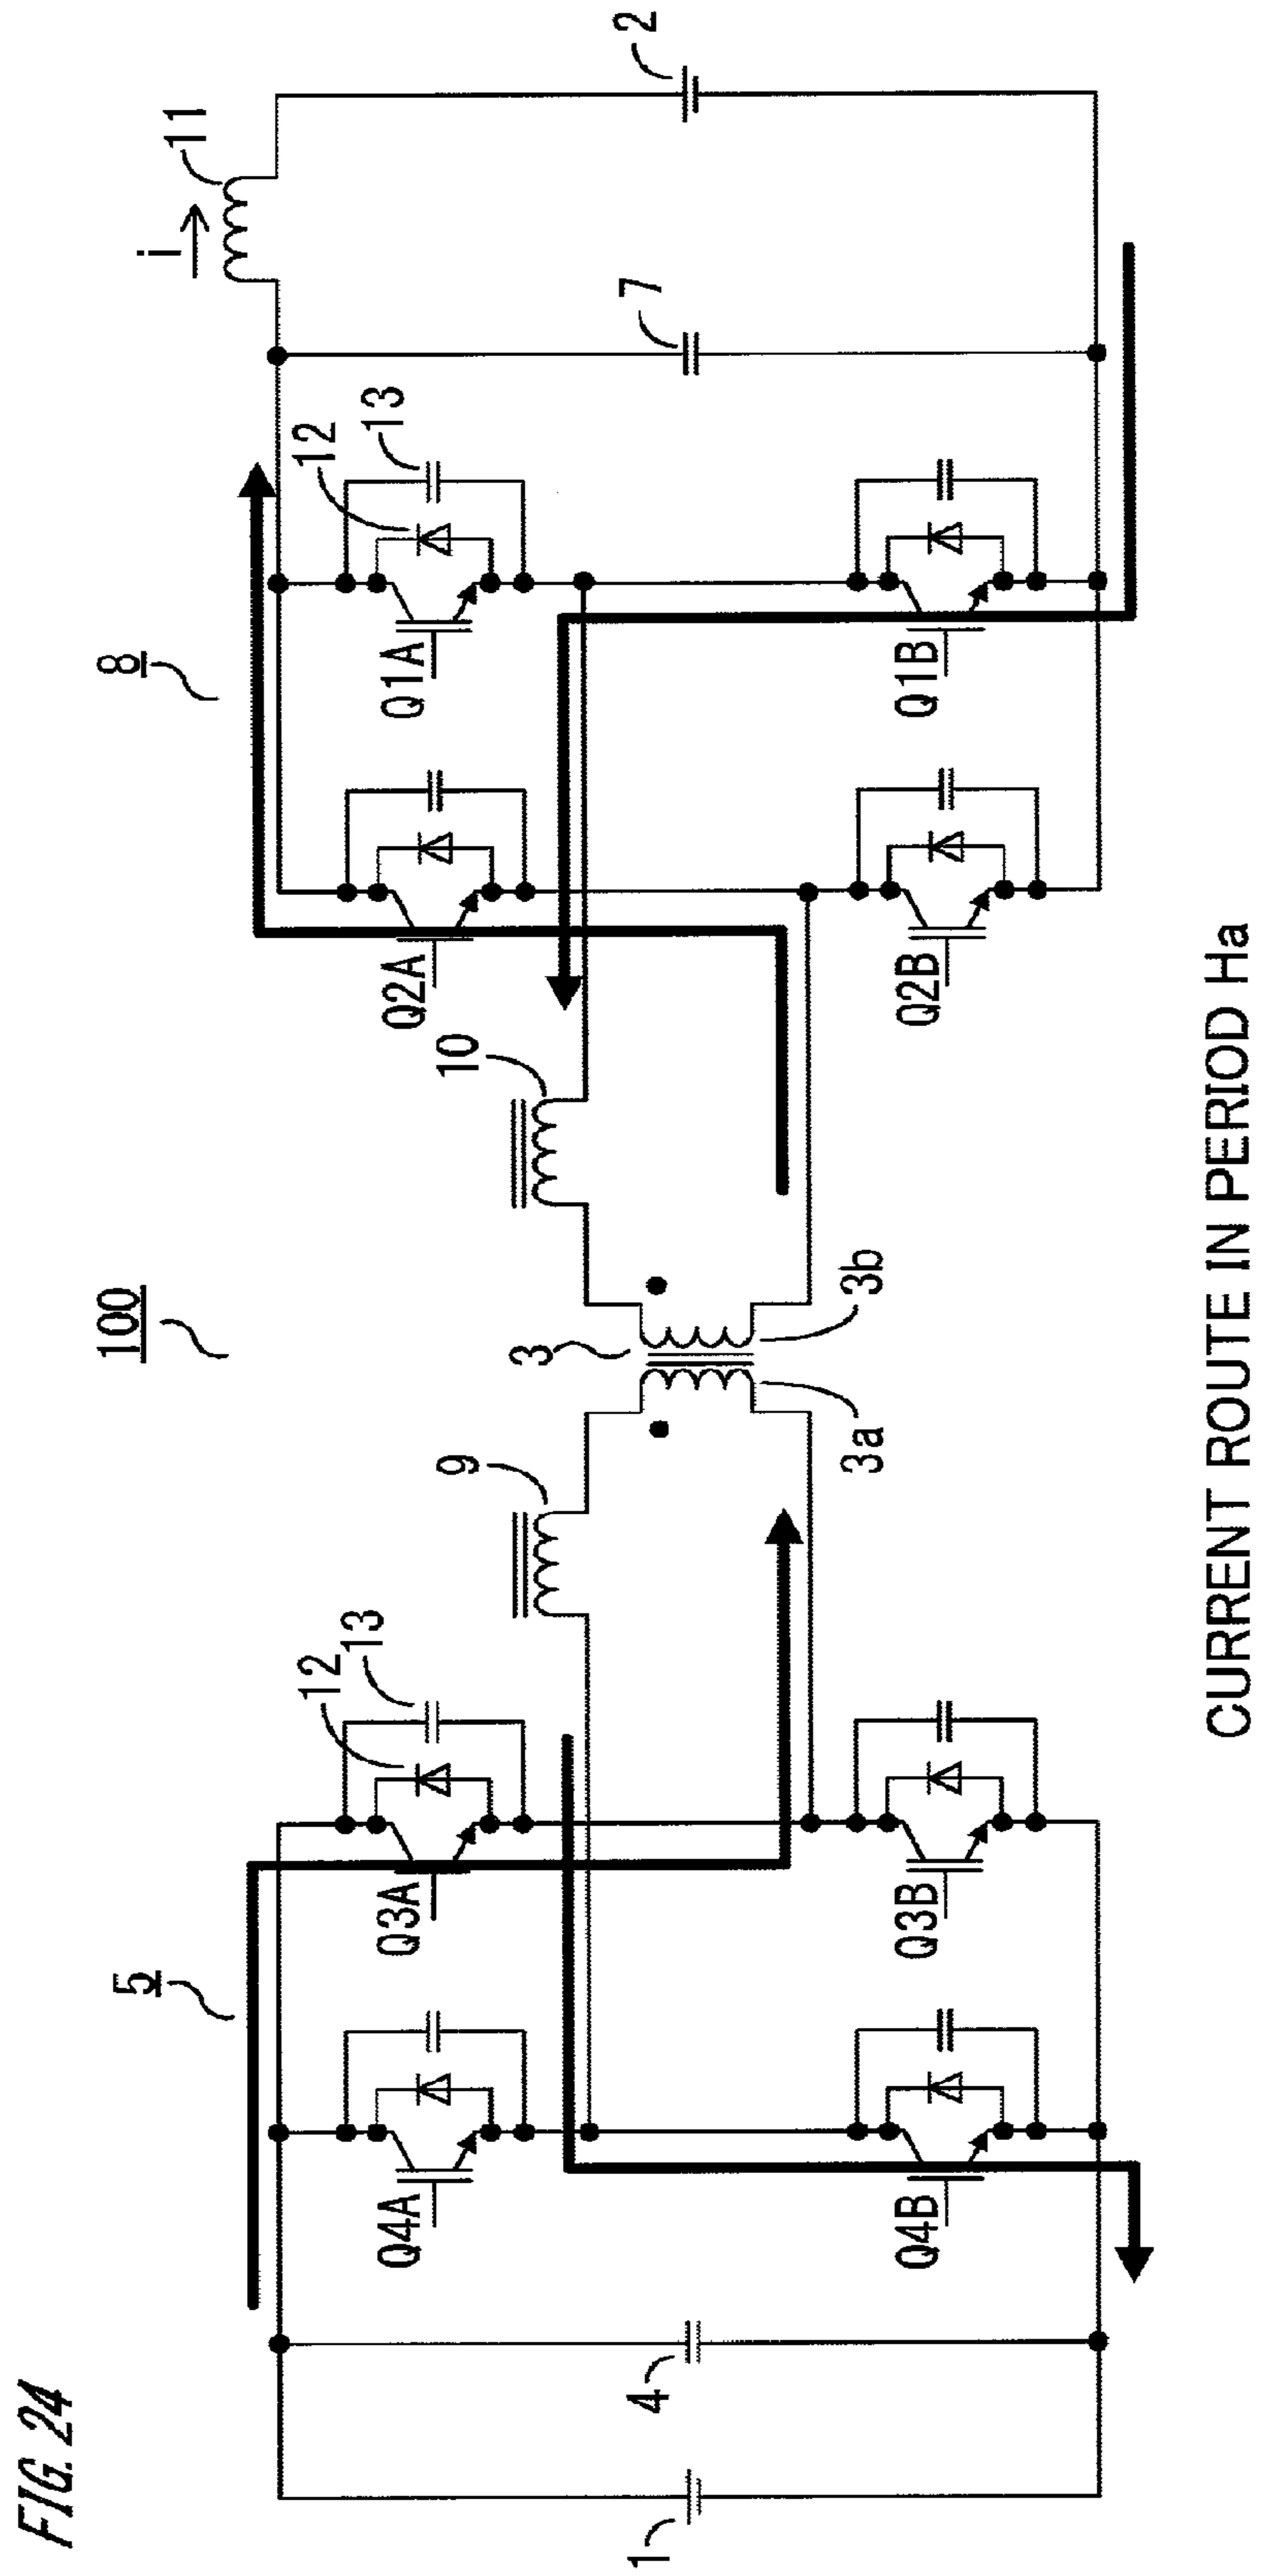 FIG. 24
100
5
8
i
11
12
13
12
13
Q4A
Q3A
9
10
Q2A
Q1A
1
4
3
7
2
3a
3b
Q4B
Q3B
Q2B
Q1B
CURRENT ROUTE IN PERIOD Ha